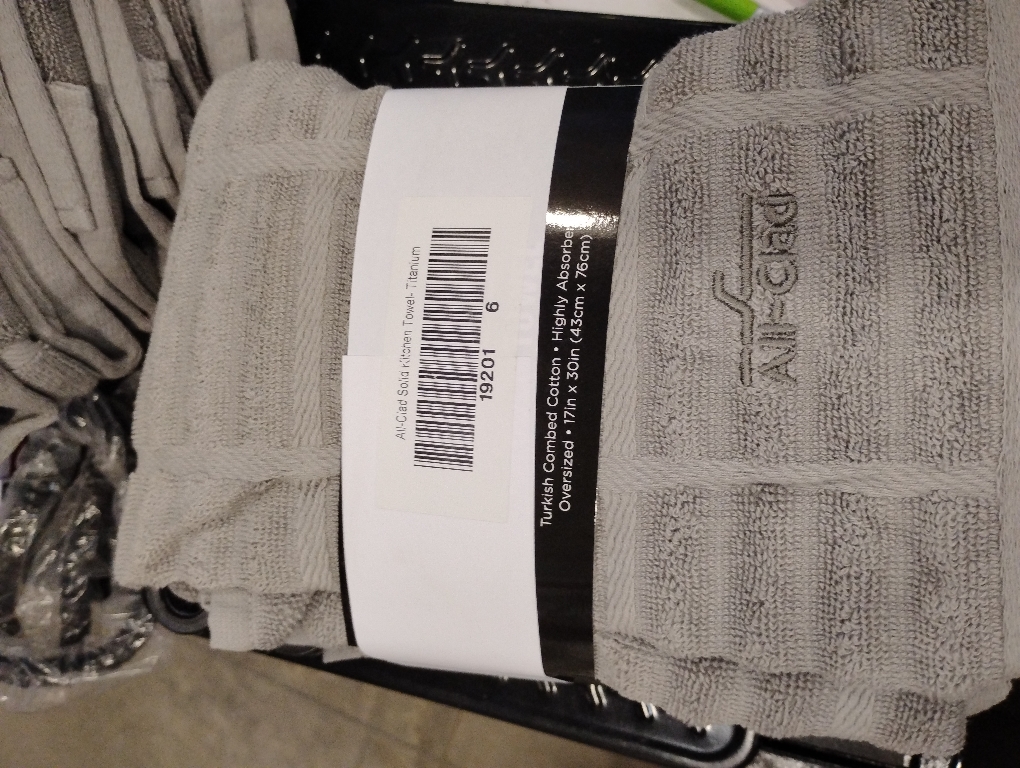 All-Clad Solid Kitchen Towel- Titanium
19201 6
Turkish Combed Cotton • Highly Absorbe
Oversized • 17in x 30in (43cm x 76cm)
All-Clad